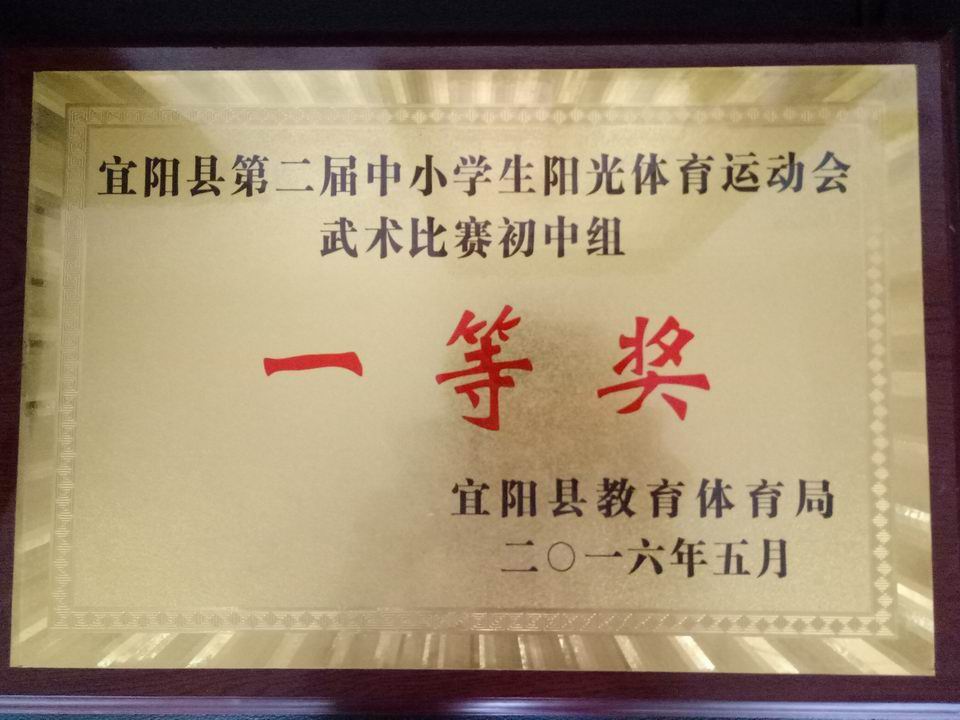 宜阳县第二届中小学生阳光体育运动会
武术比赛初中组
一等奖
宜阳县教育体育局
二〇一六年五月